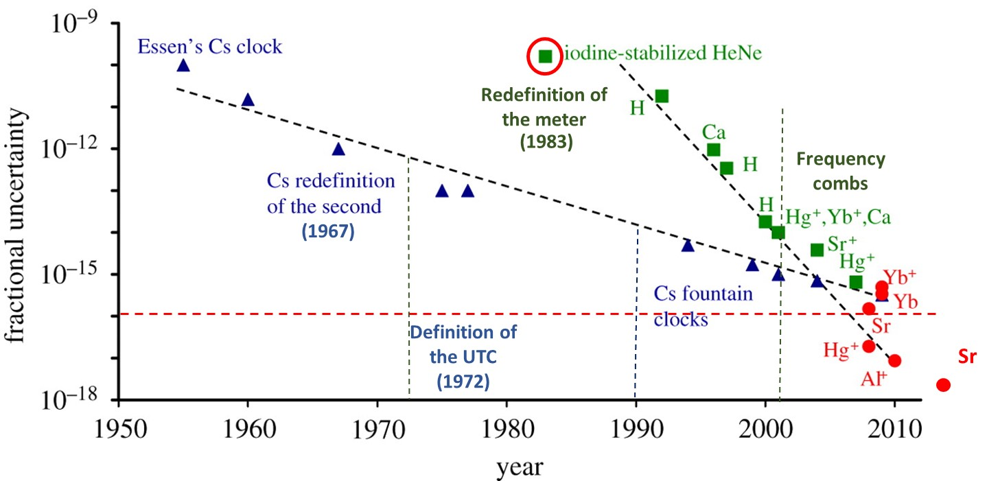 10⁻⁹
Essen's Cs clock
iodine-stabilized HeNe
Redefinition of
the meter
(1983)
H
Ca
10⁻¹²
H
Frequency
combs
Cs redefinition
of the second
(1967)
H
Hg⁺,Yb⁺,Ca
Sr⁺
Hg⁺
10⁻¹⁵
Yb⁺
Yb
Cs fountain
clocks
Sr
Definition of
the UTC
(1972)
Hg⁺
Al⁺
Sr
10⁻¹⁸
fractional uncertainty
1950 1960 1970 1980 1990 2000 2010
year